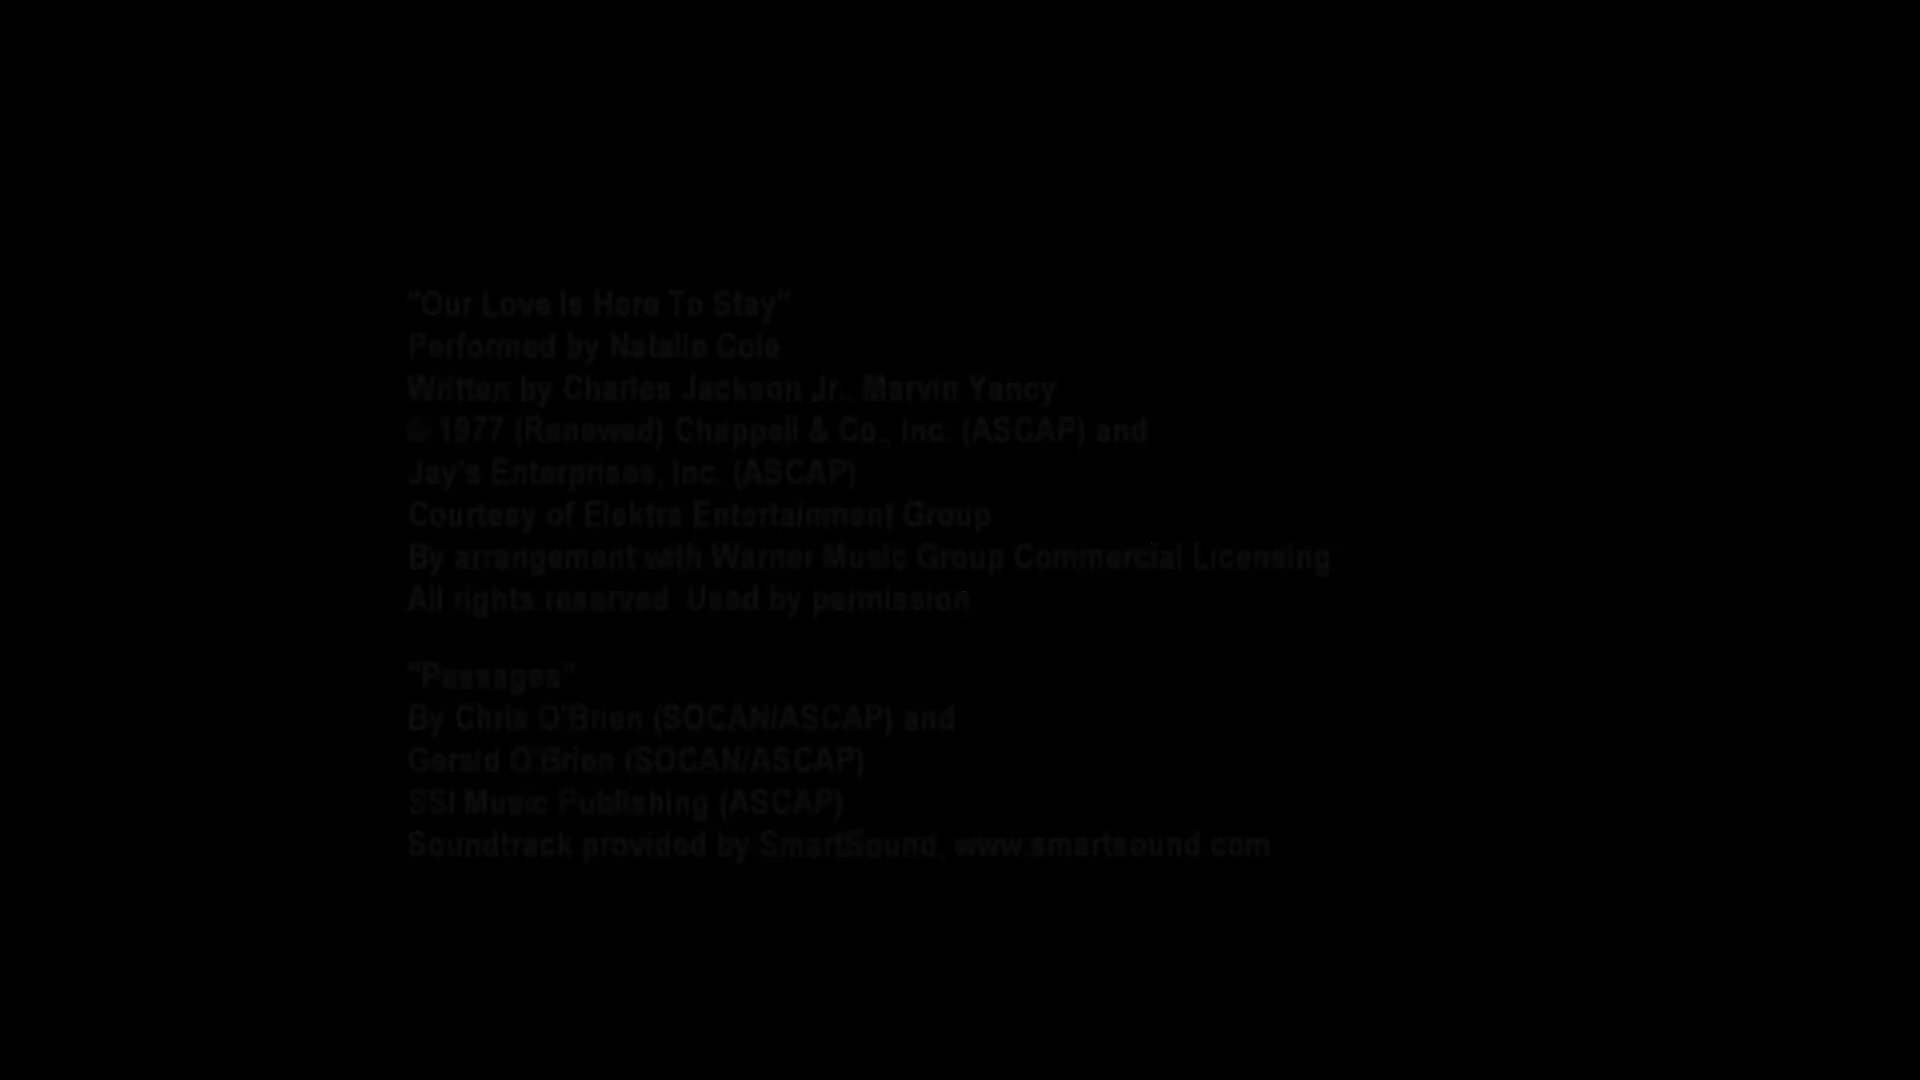 "Our Love Is Here To Stay"
Performed by Natalie Cole
Written by Charles Jackson Jr., Marvin Yancy
© 1977 (Renewed) Chappell & Co., Inc. (ASCAP) and
Jay's Enterprises, Inc. (ASCAP)
Courtesy of Elektra Entertainment Group
By arrangement with Warner Music Group Commercial Licensing
All rights reserved. Used by permission
"Passages"
By Chris O'Brien (SOCAN/ASCAP) and
Gerald O'Brien (SOCAN/ASCAP)
SSI Music Publishing (ASCAP)
Soundtrack provided by SmartSound, www.smartsound.com